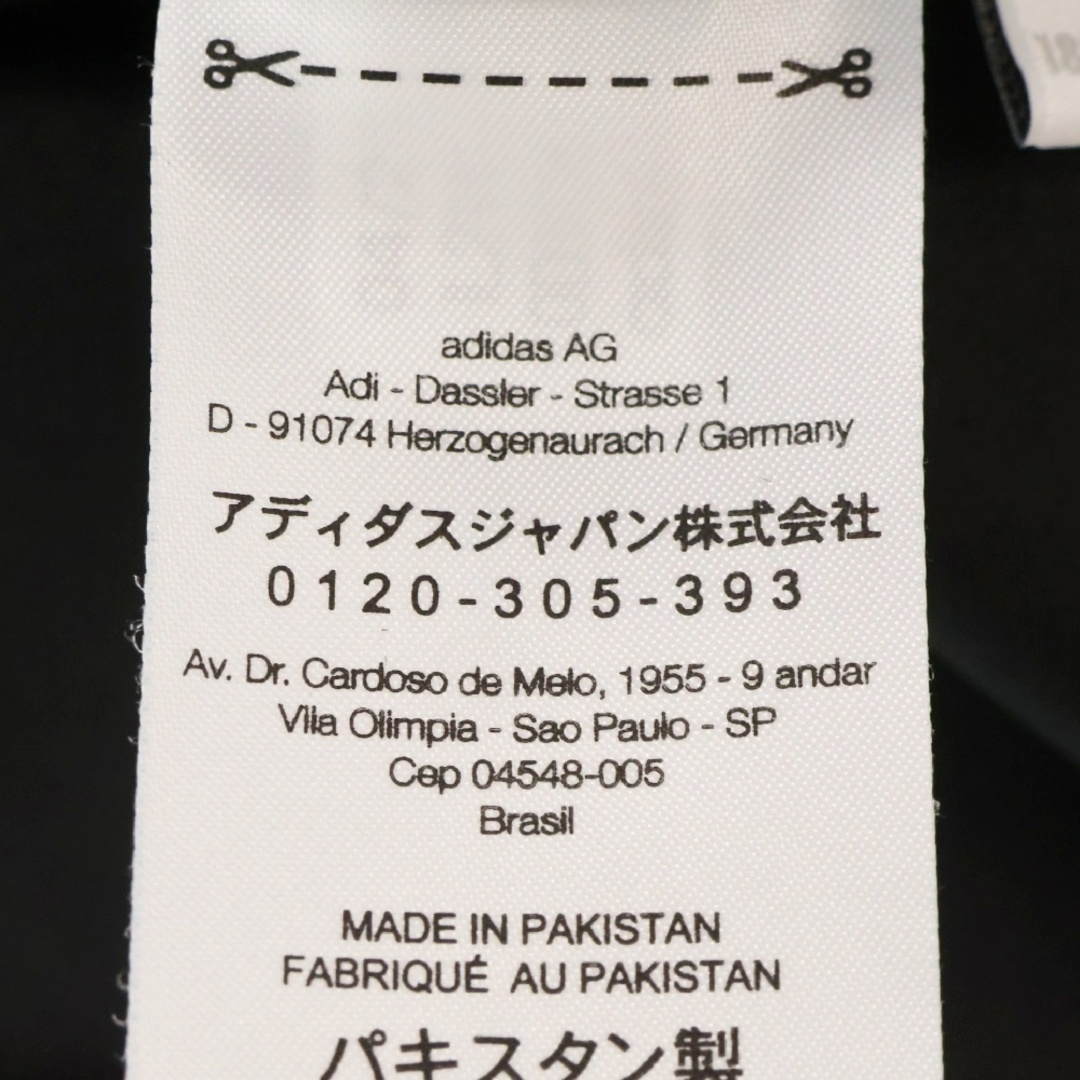 adidas AG
Adi - Dassler - Strasse 1
D - 91074 Herzogenaurach / Germany
アディダスジャパン株式会社
0120-305-393
Av. Dr. Cardoso de Melo, 1955 - 9 andar
Vila Olimpia - Sao Paulo - SP
Cep 04548-005
Brasil
MADE IN PAKISTAN
FABRIQUÉ AU PAKISTAN
パキスタン製